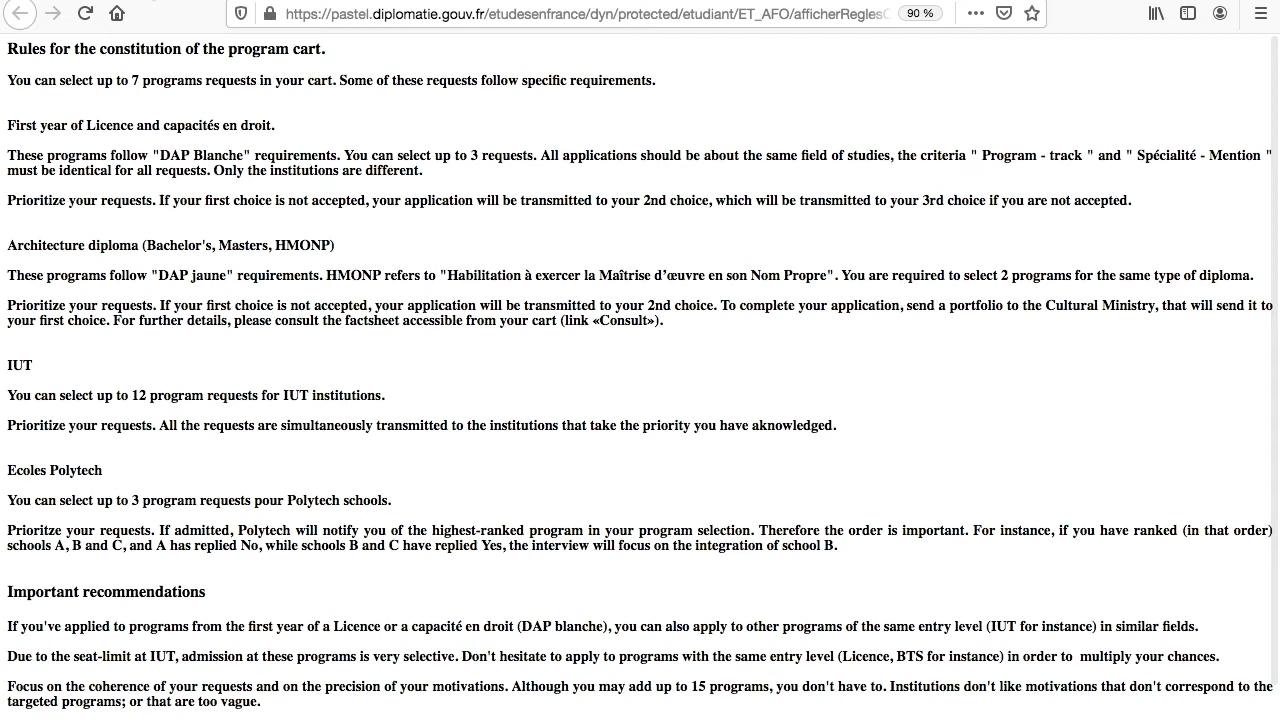 https://pastel.diplomatie.gouv.fr/etudesenfrance/dyn/protected/etudiant/ET_AFO/afficherReglesC
90 %
Rules for the constitution of the program cart.
You can select up to 7 programs requests in your cart. Some of these requests follow specific requirements.
First year of Licence and capacités en droit.
These programs follow "DAP Blanche" requirements. You can select up to 3 requests. All applications should be about the same field of studies, the criteria " Program - track " and " Spécialité - Mention "
must be identical for all requests. Only the institutions are different.
Prioritize your requests. If your first choice is not accepted, your application will be transmitted to your 2nd choice, which will be transmitted to your 3rd choice if you are not accepted.
Architecture diploma (Bachelor's, Masters, HMONP)
These programs follow "DAP jaune" requirements. HMONP refers to "Habilitation à exercer la Maîtrise d'œuvre en son Nom Propre". You are required to select 2 programs for the same type of diploma.
Prioritize your requests. If your first choice is not accepted, your application will be transmitted to your 2nd choice. To complete your application, send a portfolio to the Cultural Ministry, that will send it to
your first choice. For further details, please consult the factsheet accessible from your cart (link «Consult»).
IUT
You can select up to 12 program requests for IUT institutions.
Prioritize your requests. All the requests are simultaneously transmitted to the institutions that take the priority you have aknowledged.
Ecoles Polytech
You can select up to 3 program requests pour Polytech schools.
Prioritze your requests. If admitted, Polytech will notify you of the highest-ranked program in your program selection. Therefore the order is important. For instance, if you have ranked (in that order)
schools A, B and C, and A has replied No, while schools B and C have replied Yes, the interview will focus on the integration of school B.
Important recommendations
If you've applied to programs from the first year of a Licence or a capacité en droit (DAP blanche), you can also apply to other programs of the same entry level (IUT for instance) in similar fields.
Due to the seat-limit at IUT, admission at these programs is very selective. Don't hesitate to apply to programs with the same entry level (Licence, BTS for instance) in order to  multiply your chances.
Focus on the coherence of your requests and on the precision of your motivations. Although you may add up to 15 programs, you don't have to. Institutions don't like motivations that don't correspond to the
targeted programs; or that are too vague.